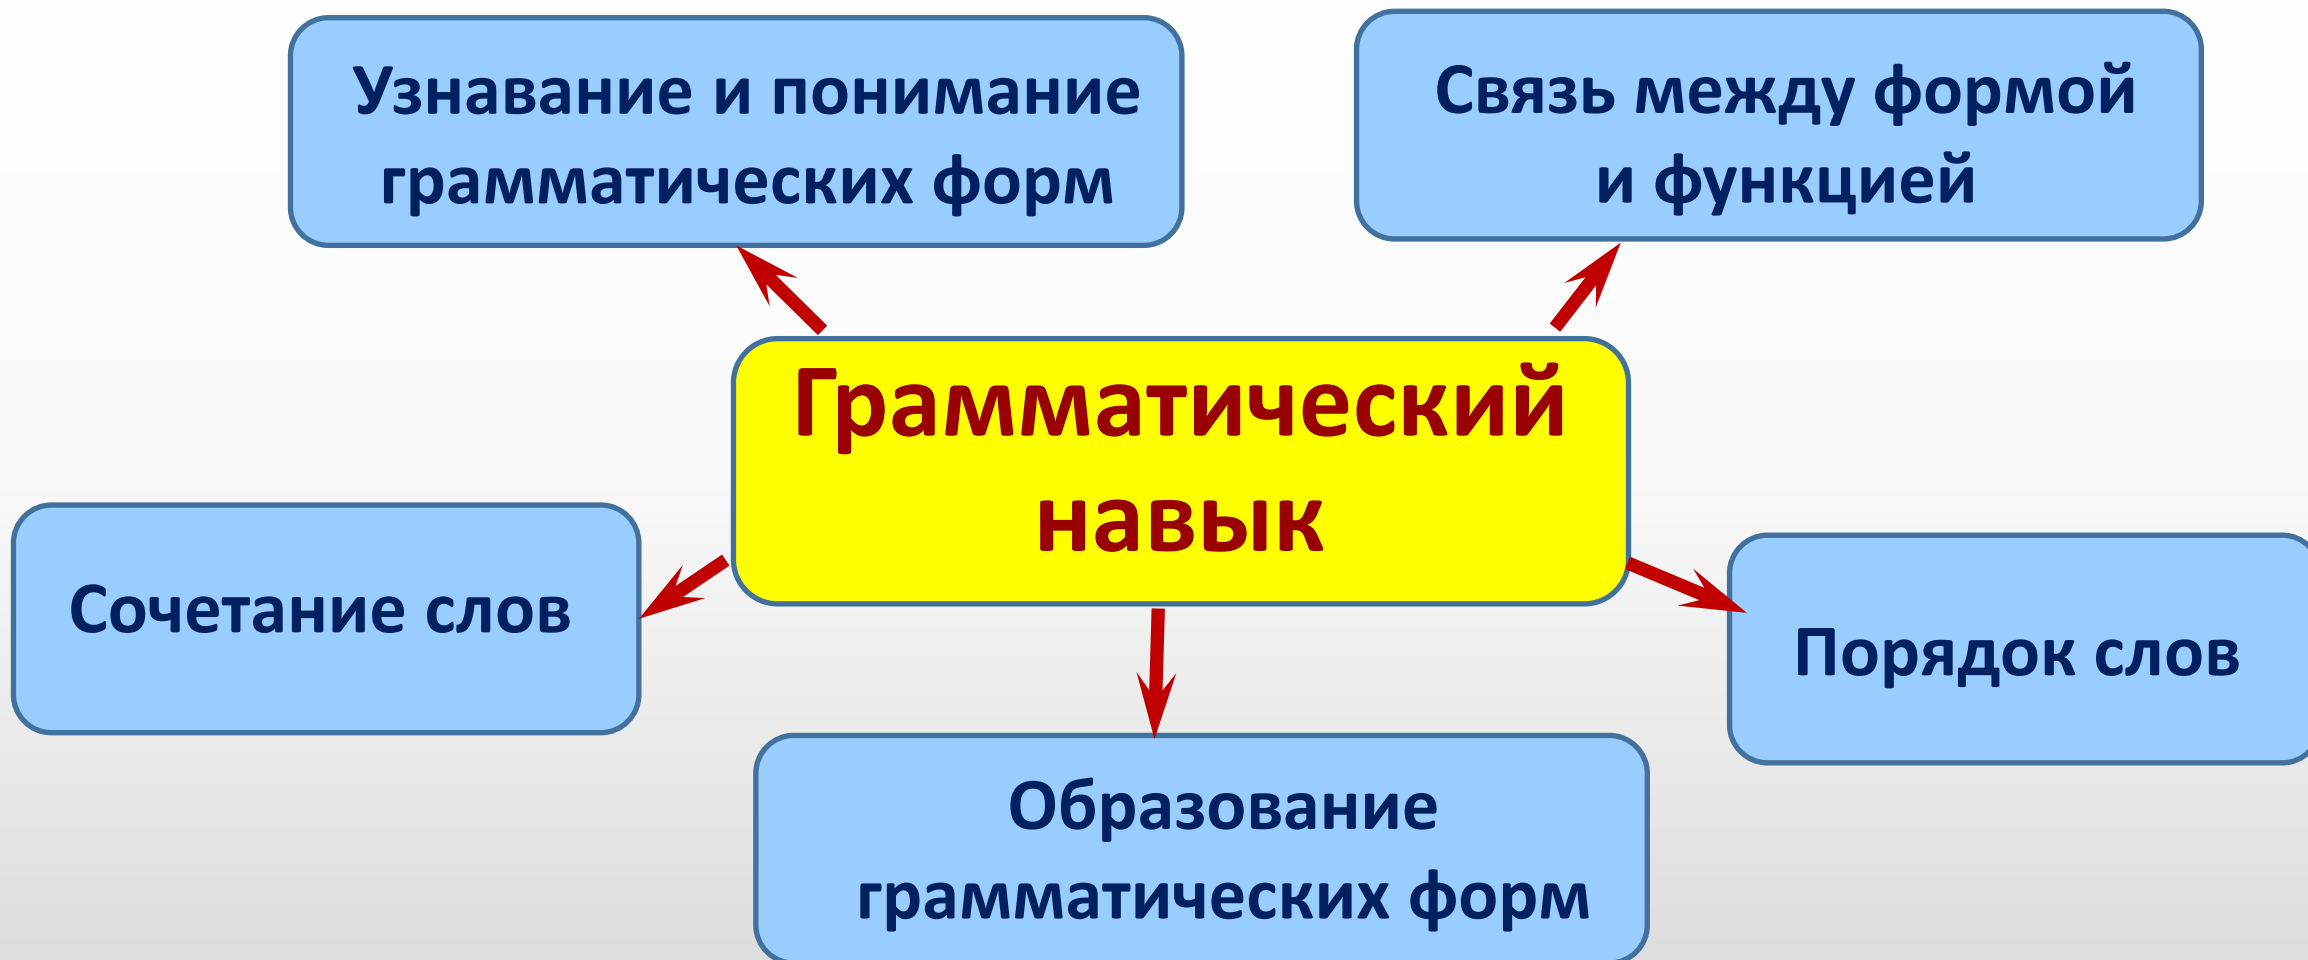 Узнавание и понимание
грамматических форм
Связь между формой
и функцией
Грамматический
навык
Сочетание слов
Порядок слов
Образование
грамматических форм